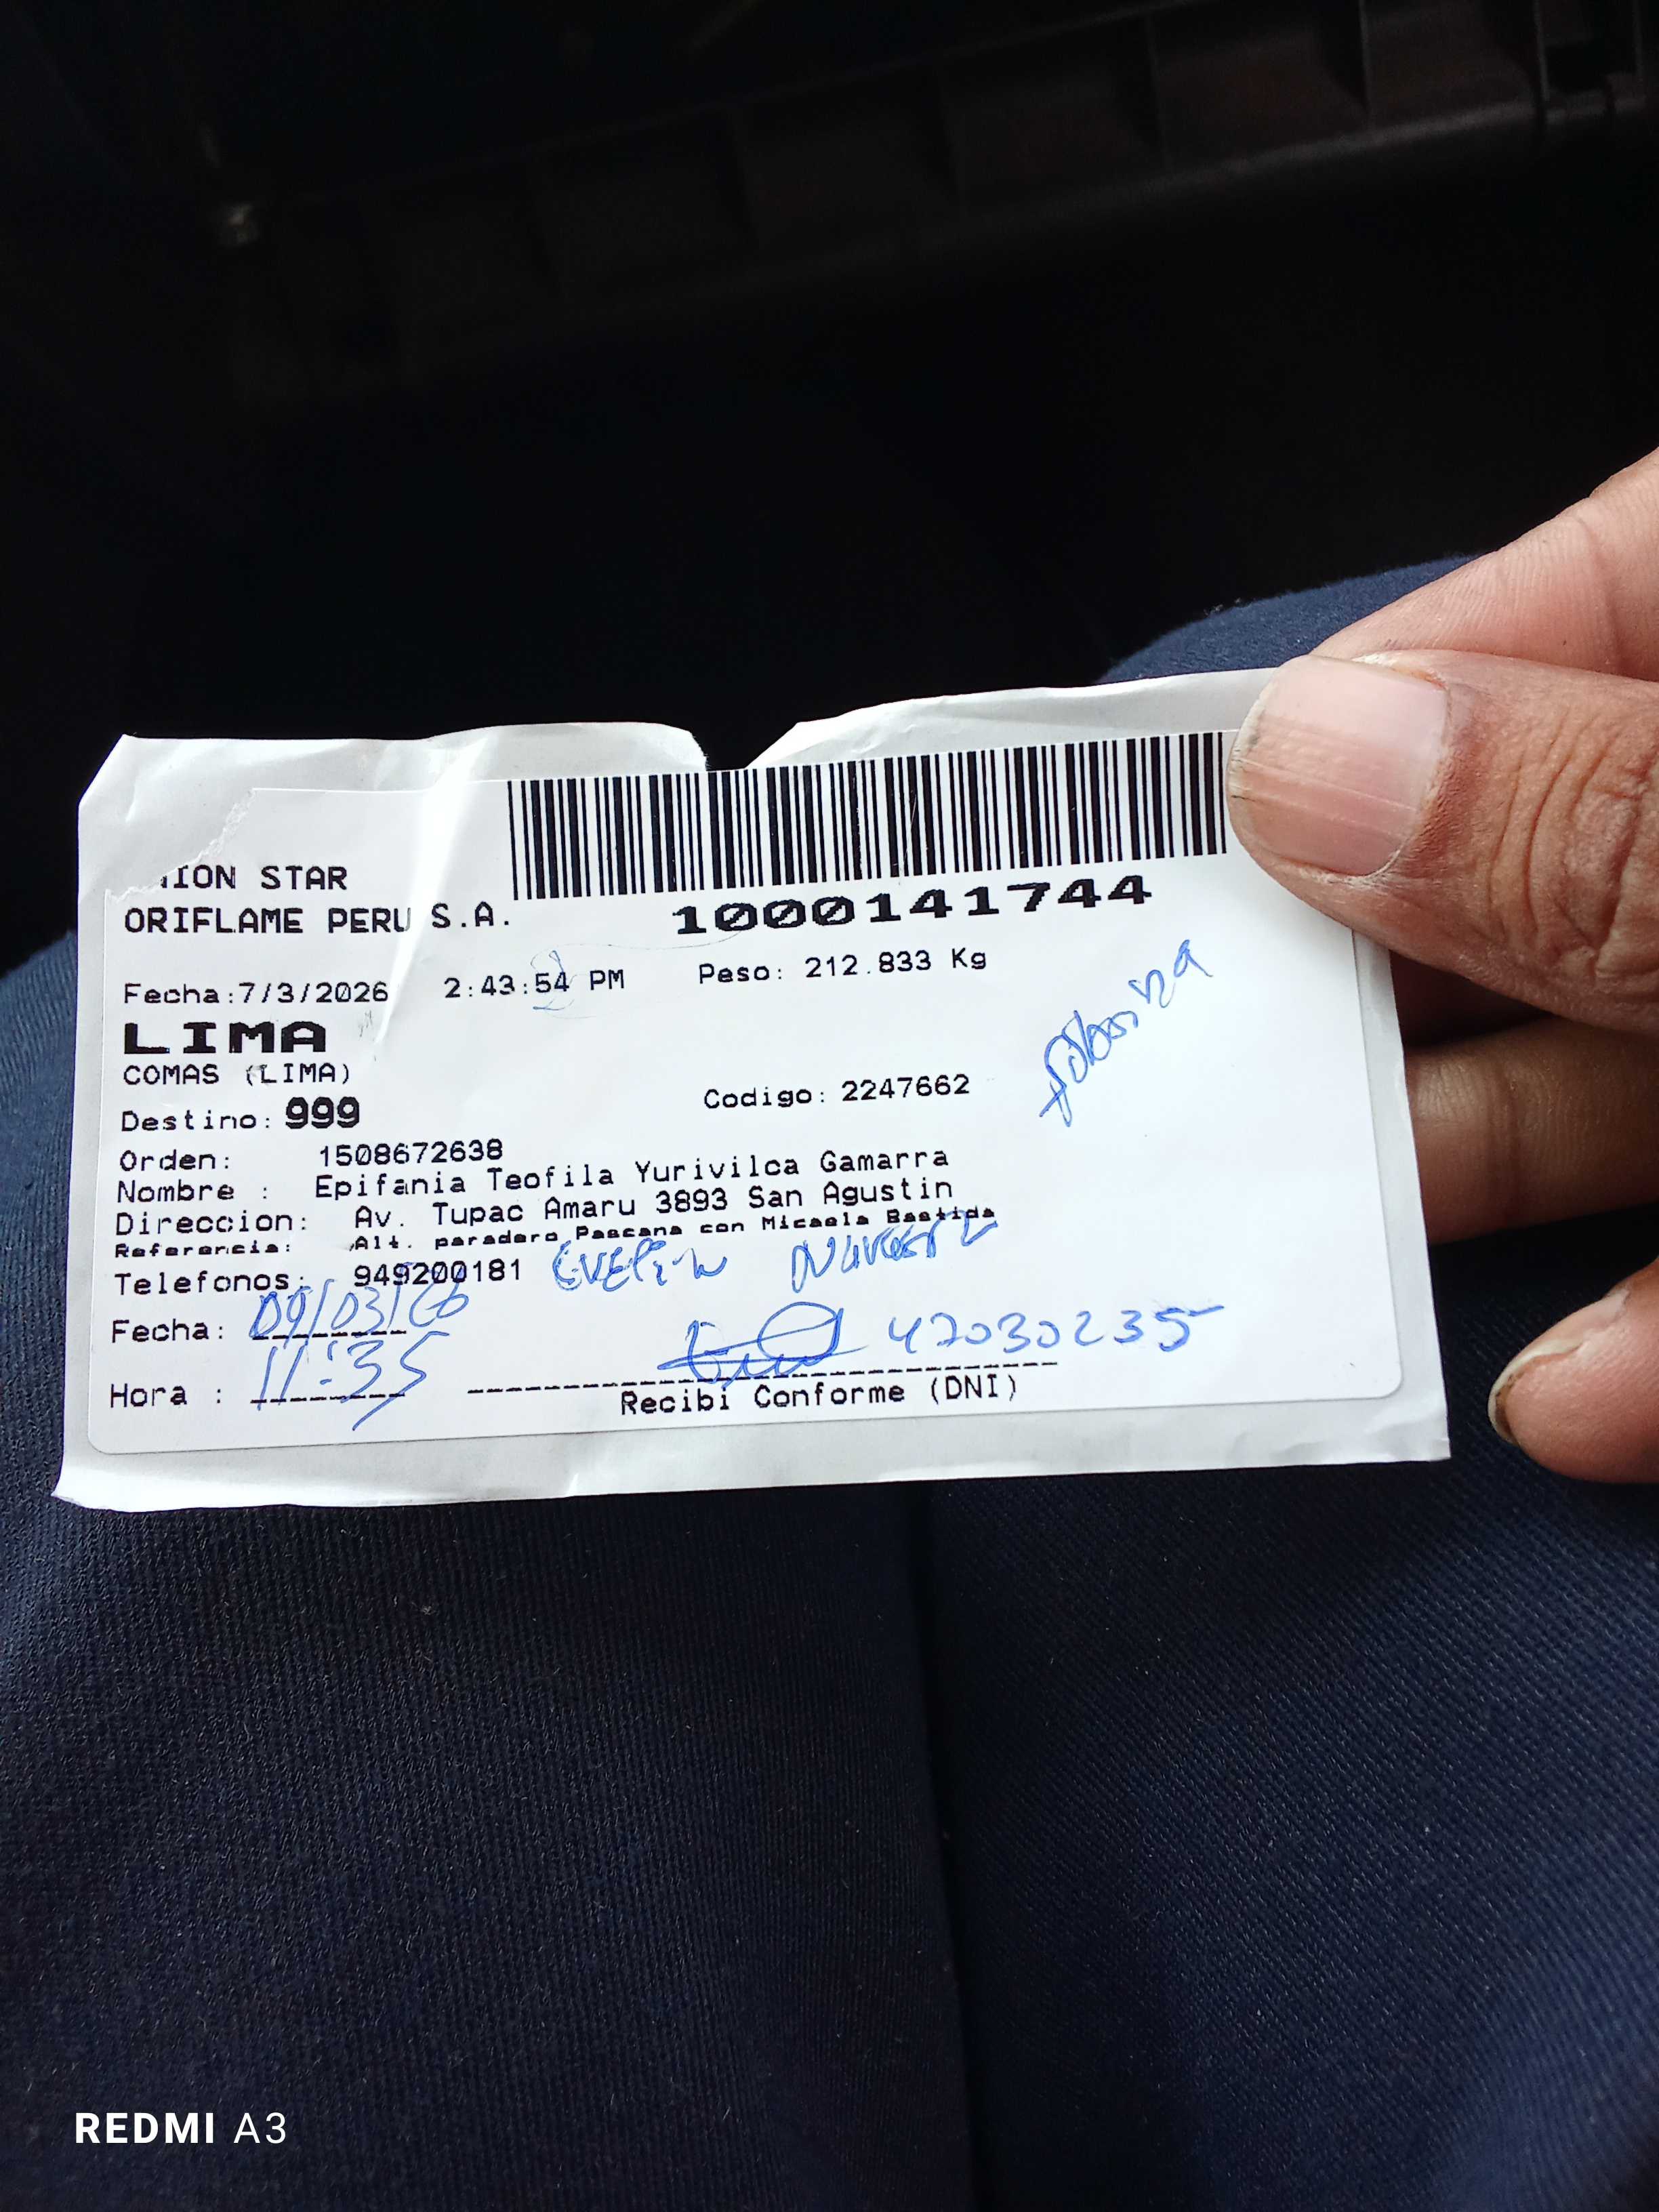 ION STAR
ORIFLAME PERU S.A.
1000141744
Fecha:7/3/2026 2:43:54 PM Peso: 212.833 Kg
LIMA
COMAS (LIMA)
Destino: 999 Codigo: 2247662
Orden: 1508672638
Nombre : Epifania Teofila Yurivilca Gamarra
Direccion: Av. Tupac Amaru 3893 San Agustin
Referencia: Alt. paradero Pascana con Micaela Bastida
Telefonos: 949200181
Fecha: 09/03/26
47030235
Hora : 11:35
Recibi Conforme (DNI)
REDMI A3